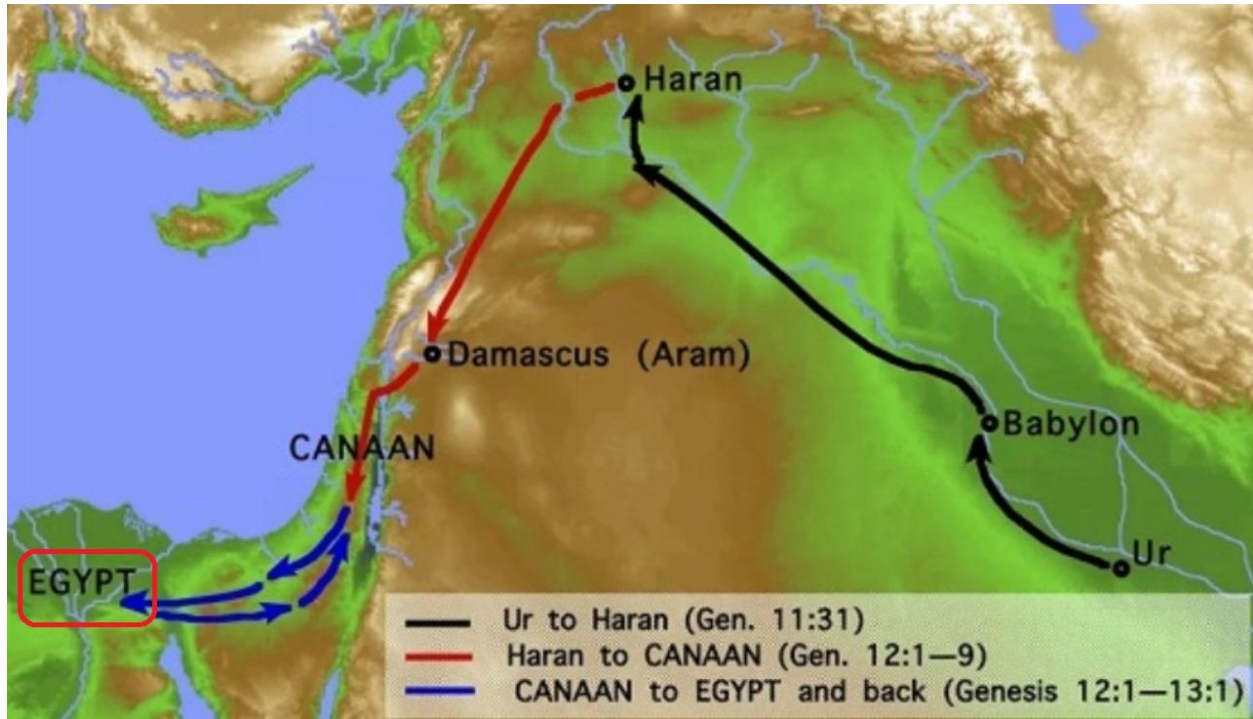 Haran
Damascus (Aram)
CANAAN
Babylon
EGYPT
Ur
Ur to Haran (Gen. 11:31)
Haran to CANAAN (Gen. 12:1—9)
CANAAN to EGYPT and back (Genesis 12:1—13:1)